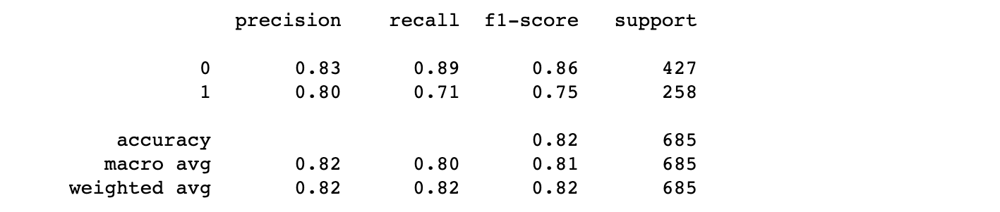 precision recall f1-score support
0 0.83 0.89 0.86 427
1 0.80 0.71 0.75 258
accuracy 0.82 685
macro avg 0.82 0.80 0.81 685
weighted avg 0.82 0.82 0.82 685